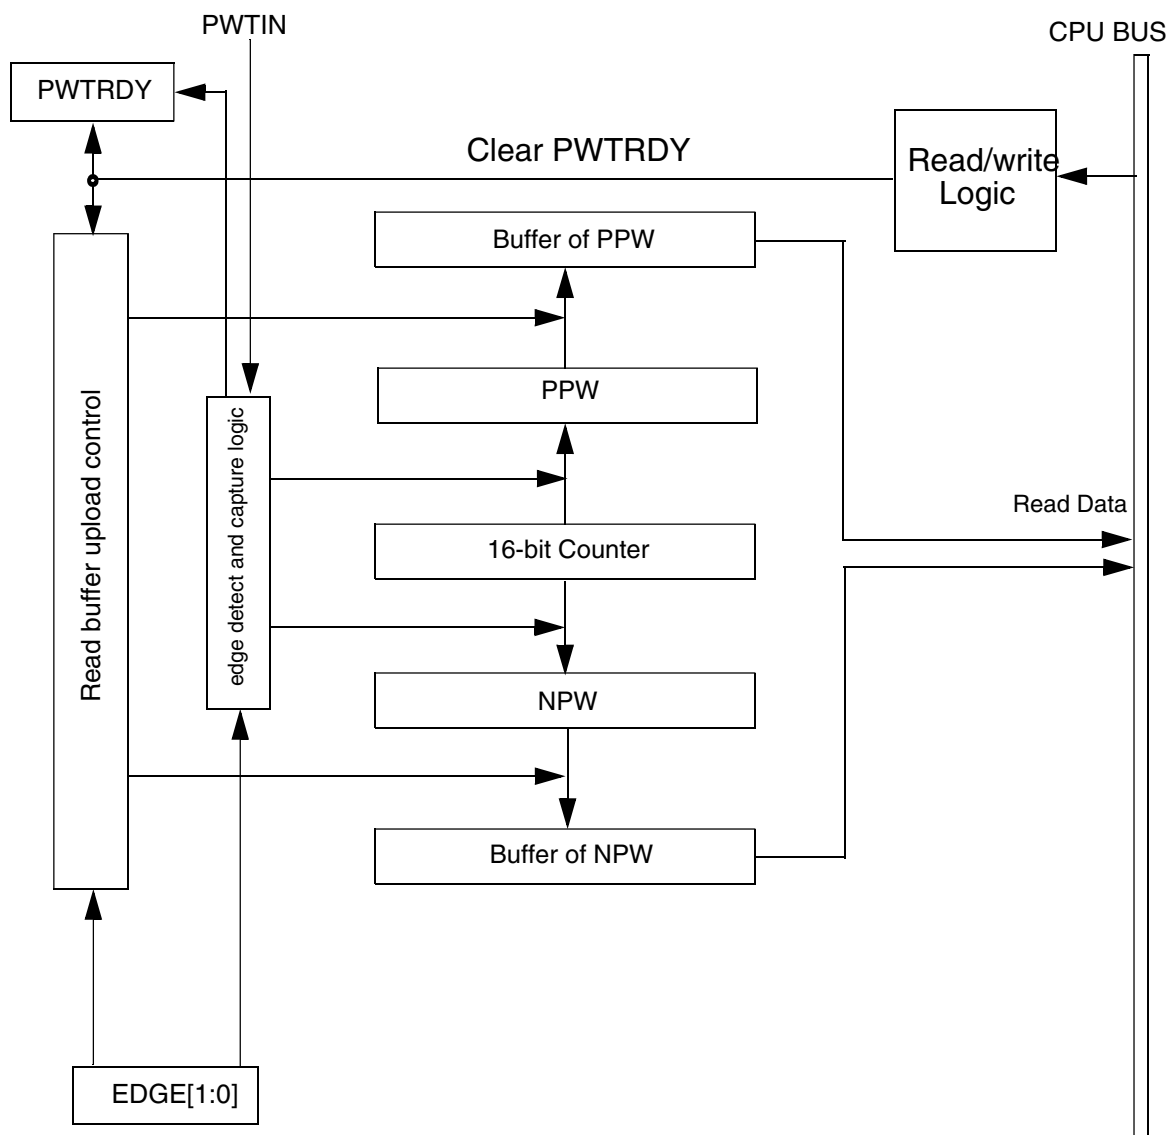 PWTIN
CPU BUS
PWTRDY
Clear PWTRDY
Read/write
Logic
Buffer of PPW
PPW
Read buffer upload control
edge detect and capture logic
Read Data
16-bit Counter
NPW
Buffer of NPW
EDGE[1:0]